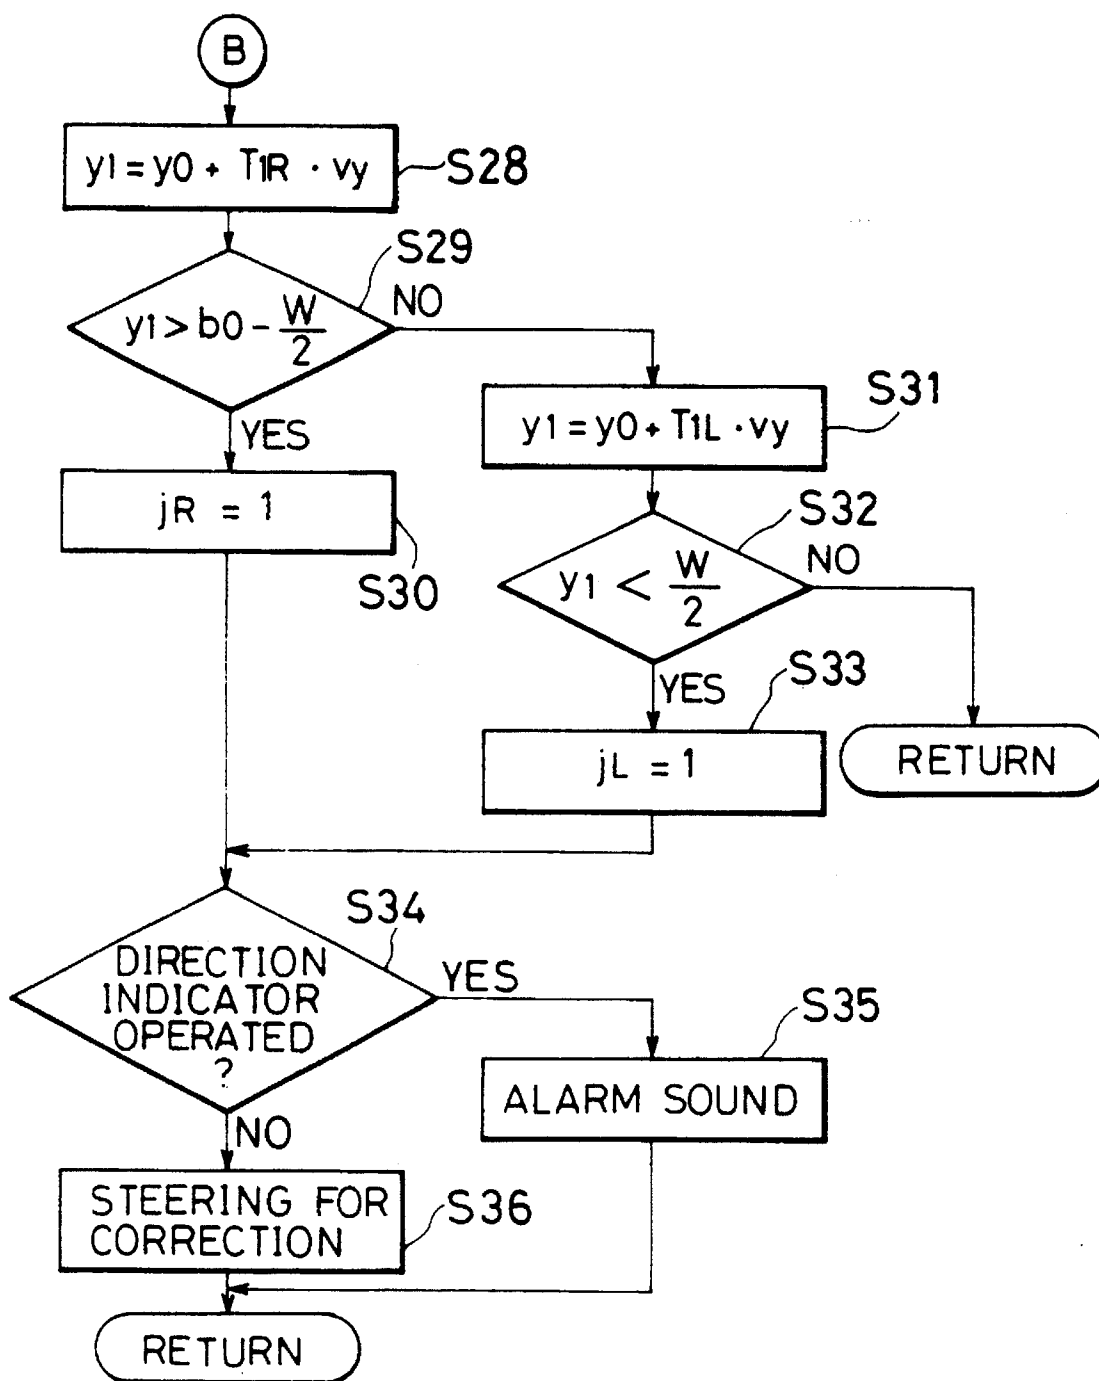 B
y1 = y0 + T1R · vy
S28
S29
y1 > b0 - W/2
NO
YES
S31
y1 = y0 + T1L · vy
jR = 1
S30
S32
y1 < W/2
NO
YES
S33
jL = 1
RETURN
S34
DIRECTION
INDICATOR
OPERATED
?
YES
S35
ALARM SOUND
NO
STEERING FOR
CORRECTION
S36
RETURN